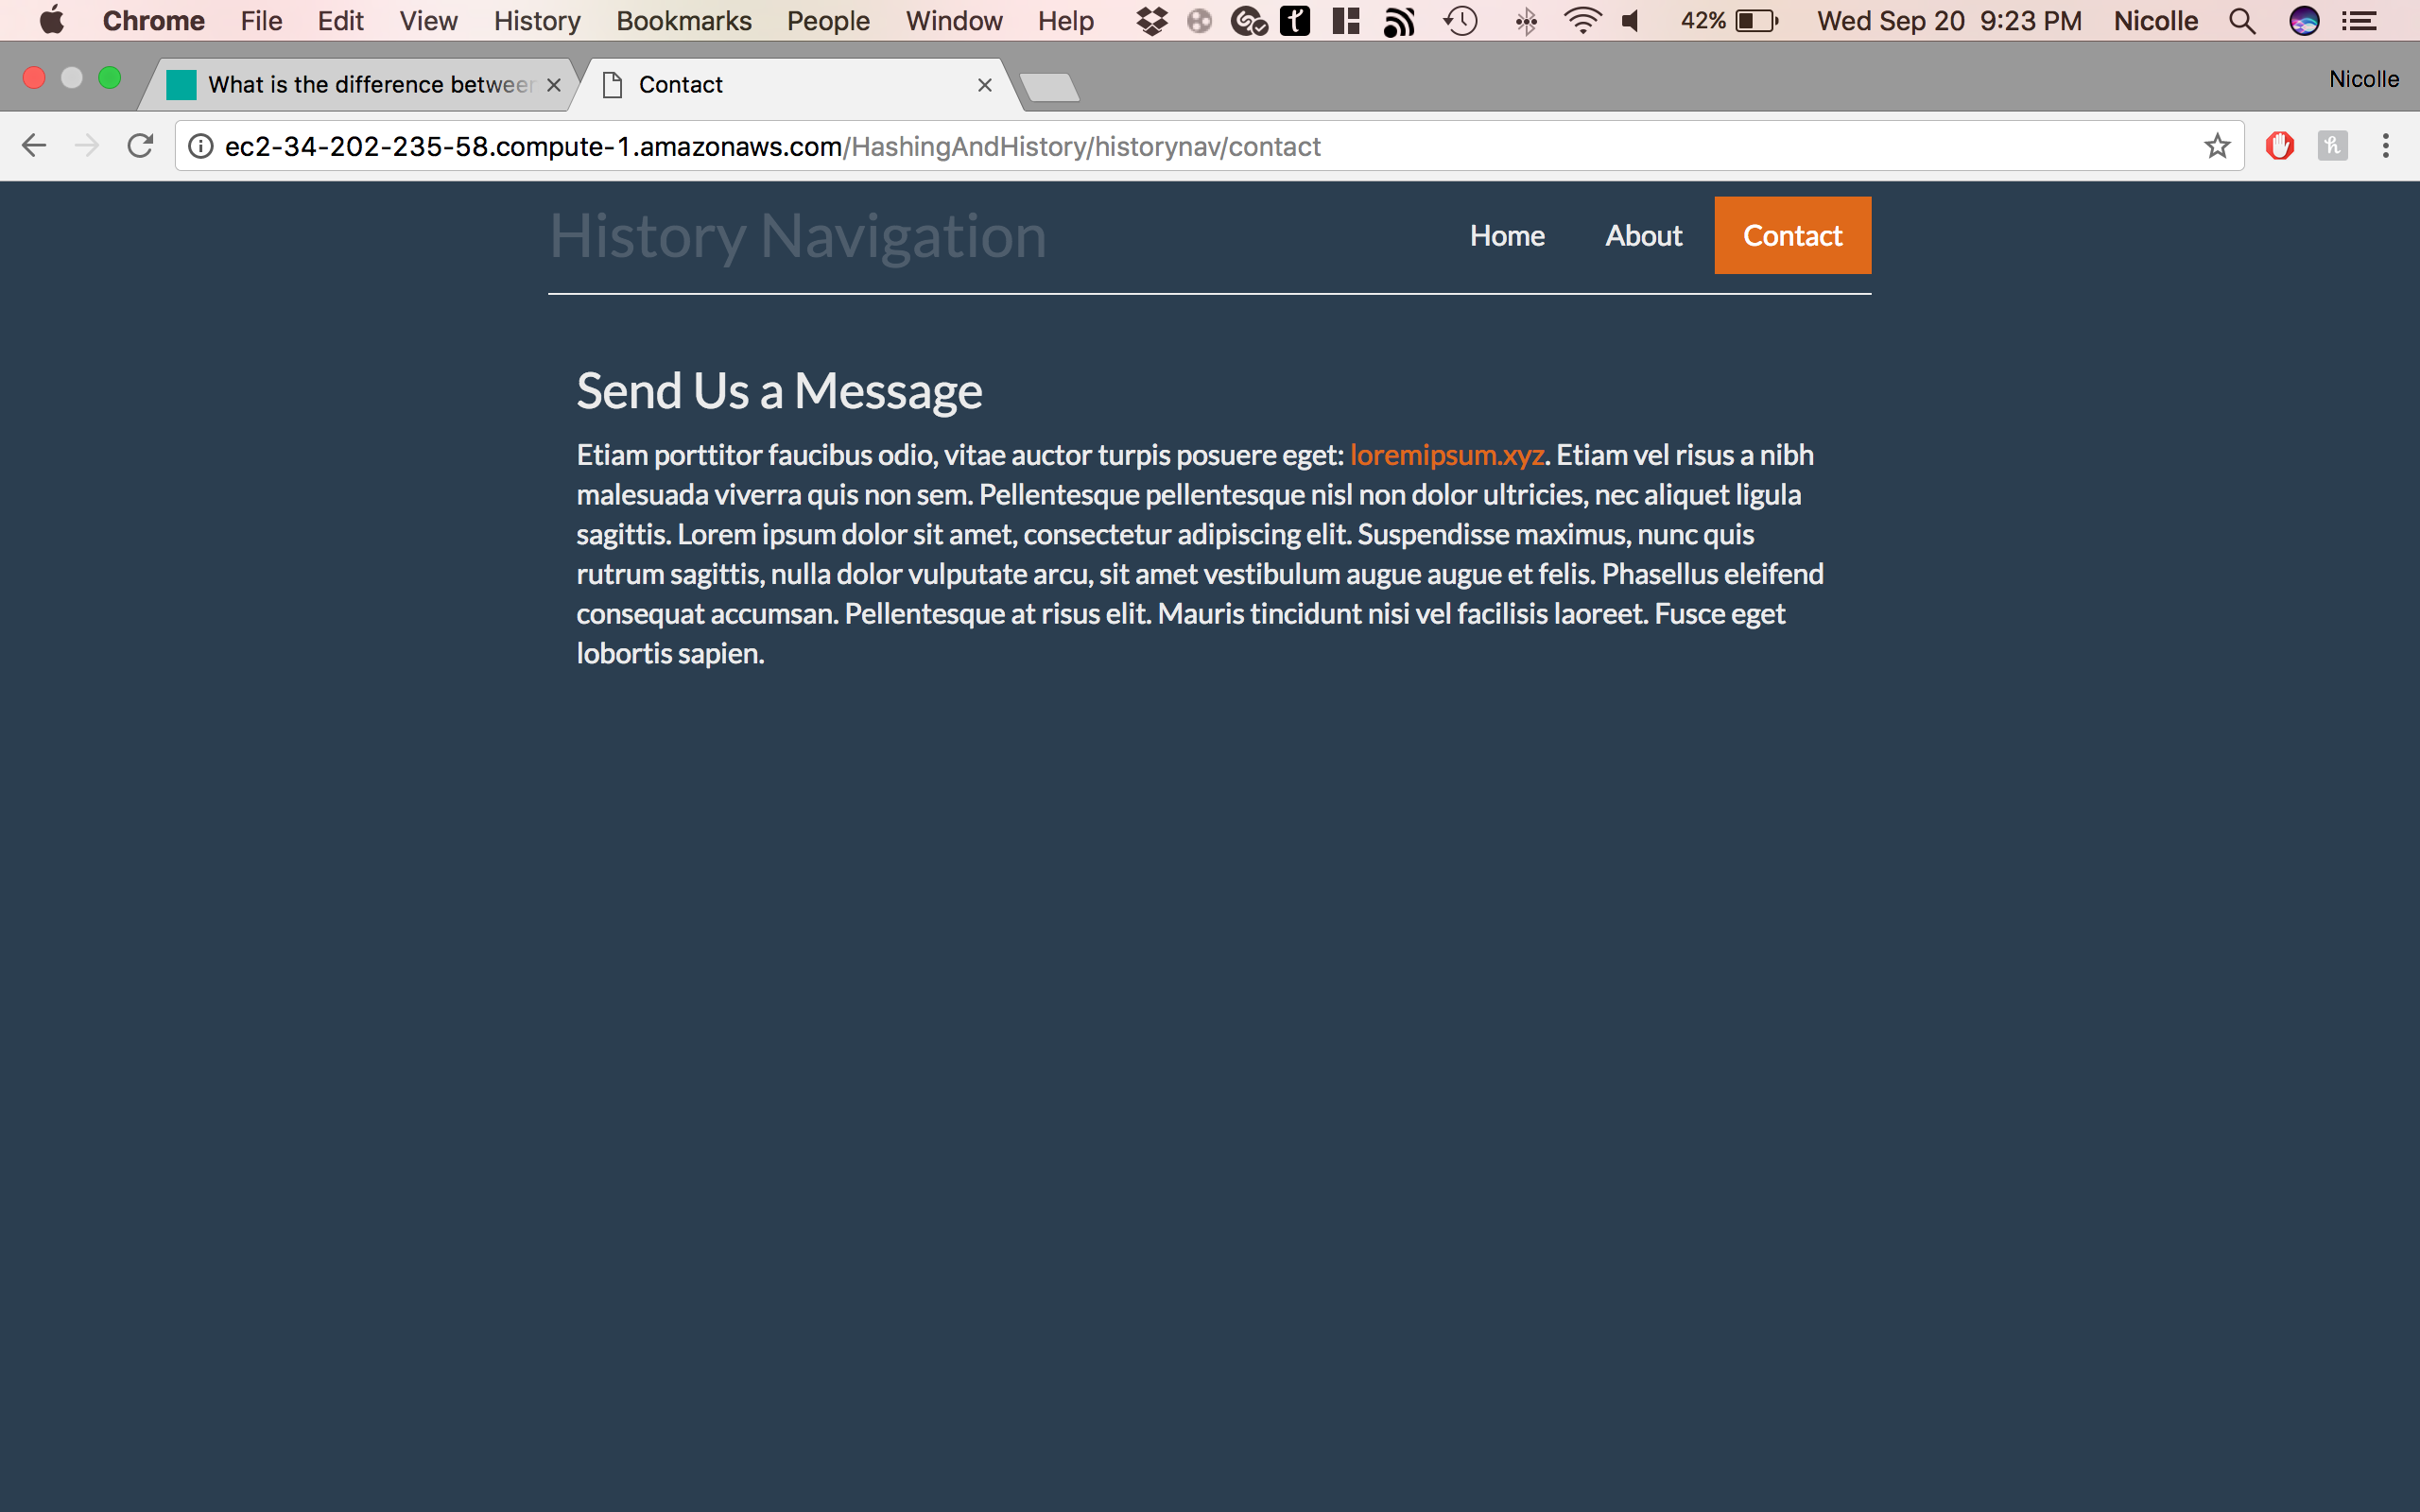 Chrome File Edit View History Bookmarks People Window Help 42% Wed Sep 20 9:23 PM Nicolle
What is the difference between Contact Nicolle
ec2-34-202-235-58.compute-1.amazonaws.com/HashingAndHistory/historynav/contact
History Navigation Home About Contact
Send Us a Message
Etiam porttitor faucibus odio, vitae auctor turpis posuere eget: loremipsum.xyz. Etiam vel risus a nibh
malesuada viverra quis non sem. Pellentesque pellentesque nisl non dolor ultricies, nec aliquet ligula
sagittis. Lorem ipsum dolor sit amet, consectetur adipiscing elit. Suspendisse maximus, nunc quis
rutrum sagittis, nulla dolor vulputate arcu, sit amet vestibulum augue augue et felis. Phasellus eleifend
consequat accumsan. Pellentesque at risus elit. Mauris tincidunt nisi vel facilisis laoreet. Fusce eget
lobortis sapien.